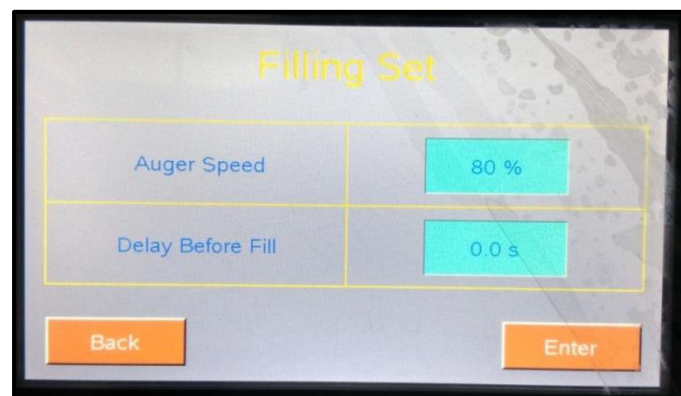 Filling Set
Auger Speed 80 %
Delay Before Fill 0.0 s
Back Enter